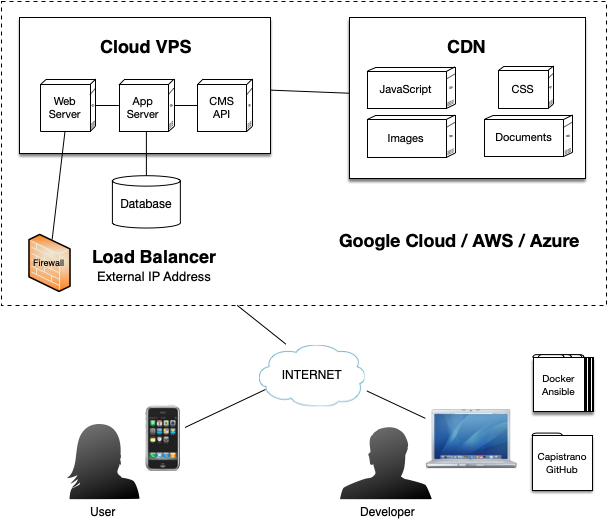 Cloud VPS
CDN
Web
Server
App
Server
CMS
API
JavaScript
CSS
Images
Documents
Database
Firewall
Load Balancer
External IP Address
Google Cloud / AWS / Azure
INTERNET
Docker
Ansible
Capistrano
GitHub
User
Developer